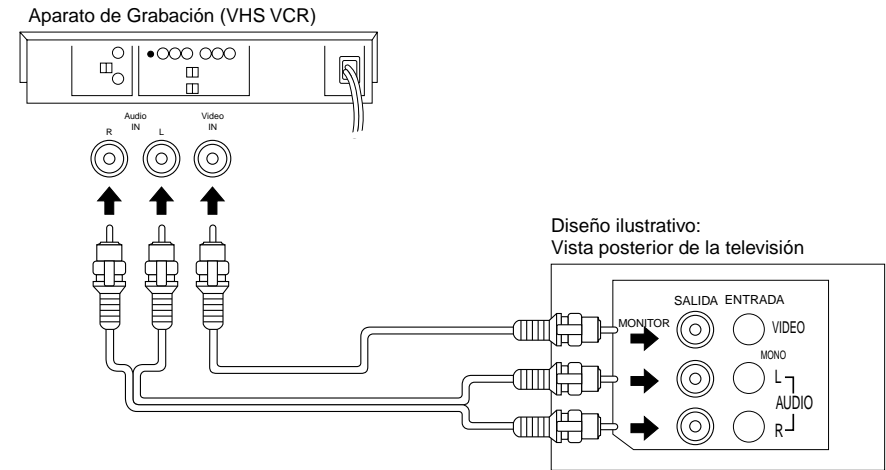 Aparato de Grabación (VHS VCR)
Audio
IN
R
L
Video
IN
Diseño ilustrativo:
Vista posterior de la televisión
SALIDA ENTRADA
MONITOR
VIDEO
MONO
L
AUDIO
R